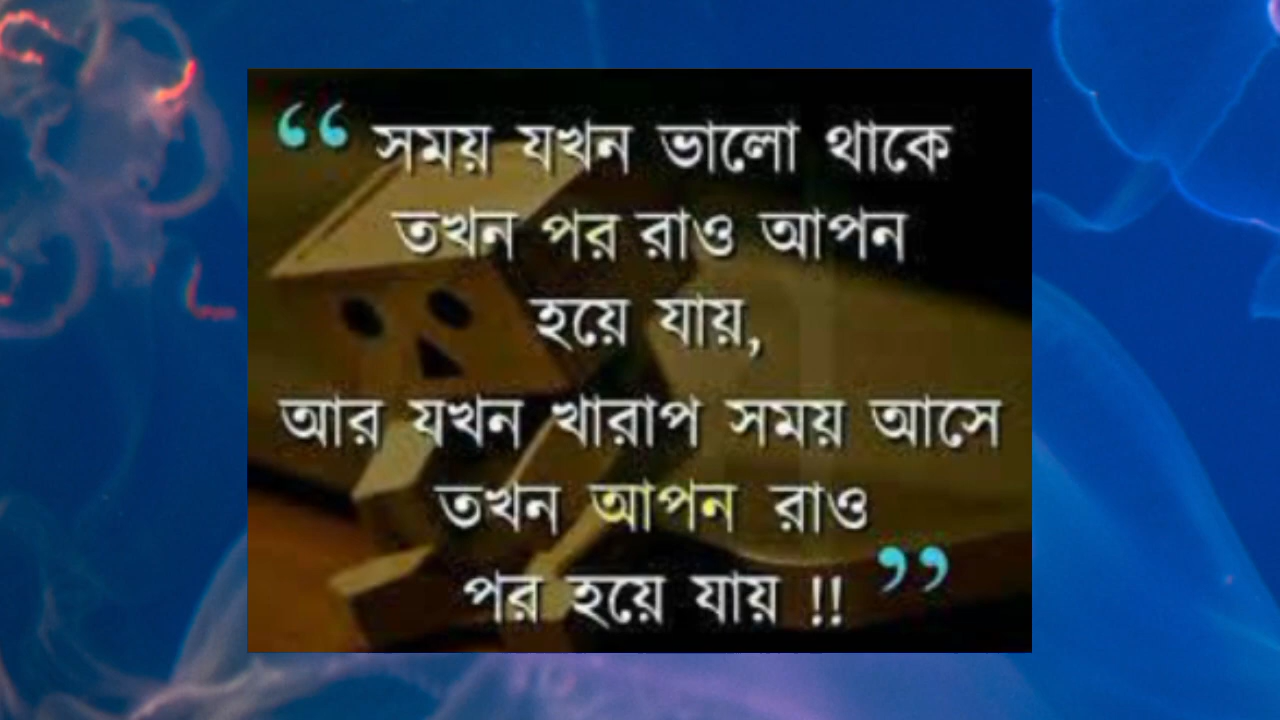 “ সময় যখন ভালো থাকে
তখন পর রাও আপন
হয়ে যায়,
আর যখন খারাপ সময় আসে
তখন আপন রাও
পর হয়ে যায় !! ”